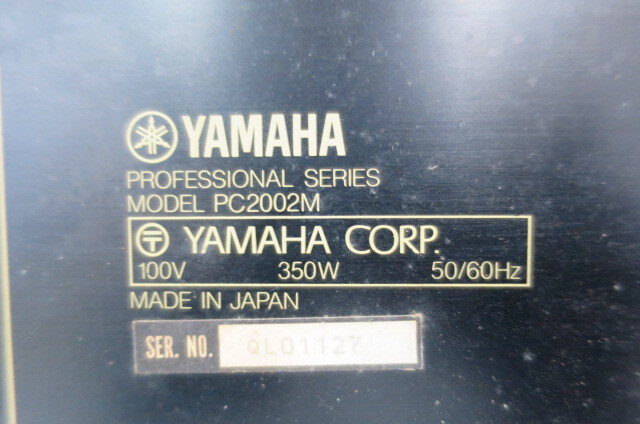 YAMAHA
PROFESSIONAL SERIES
MODEL PC2002M
〒 YAMAHA CORP.
100V 350W 50/60Hz
MADE IN JAPAN
SER. NO. QL01127